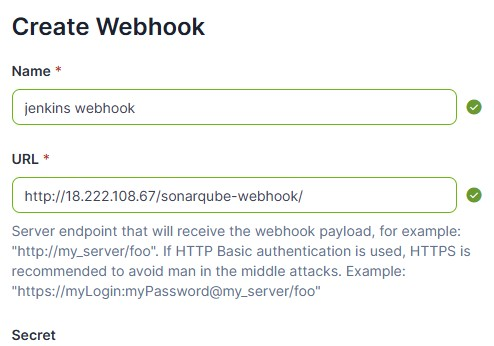 Create Webhook
Name *
jenkins webhook
URL *
http://18.222.108.67/sonarqube-webhook/
Server endpoint that will receive the webhook payload, for example:
"http://my_server/foo". If HTTP Basic authentication is used, HTTPS is
recommended to avoid man in the middle attacks. Example:
"https://myLogin:myPassword@my_server/foo"
Secret